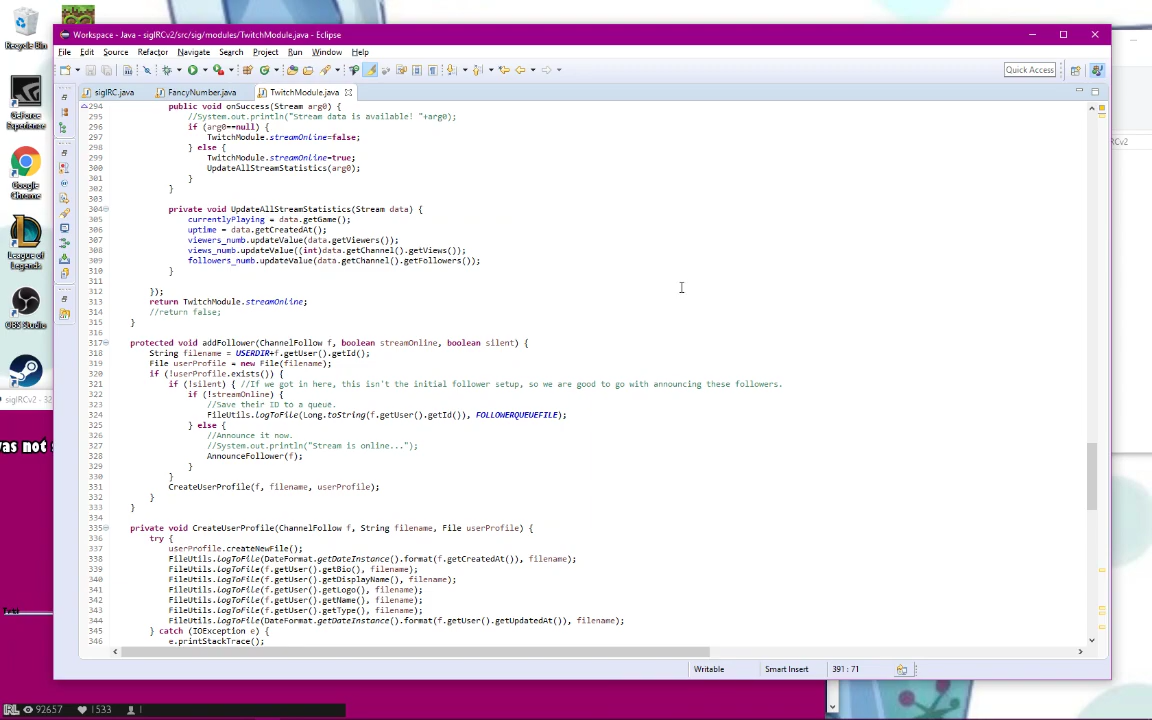 Recycle Bin
GeForce
Experience
Google
Chrome
League of
Legends
OBS Studio
sigIRCv2 - 32
was not
Workspace - Java - sigIRCv2/src/sig/modules/TwitchModule.java - Eclipse
File Edit Source Refactor Navigate Search Project Run Window Help
Quick Access
sigIRC.java FancyNumber.java TwitchModule.java
294 public void onSuccess(Stream arg0) {
295 //System.out.println("Stream data is available! "+arg0);
296 if (arg0==null) {
297 TwitchModule.streamOnline=false;
298 } else {
299 TwitchModule.streamOnline=true;
300 UpdateAllStreamStatistics(arg0);
301 }
302 }
303
304 private void UpdateAllStreamStatistics(Stream data) {
305 currentlyPlaying = data.getGame();
306 uptime = data.getCreatedAt();
307 viewers_numb.updateValue(data.getViewers());
308 views_numb.updateValue((int)data.getChannel().getViews());
309 followers_numb.updateValue(data.getChannel().getFollowers());
310 }
311
312 });
313 return TwitchModule.streamOnline;
314 //return false;
315 }
316
317 protected void addFollower(ChannelFollow f, boolean streamOnline, boolean silent) {
318 String filename = USERDIR+f.getUser().getId();
319 File userProfile = new File(filename);
320 if (!userProfile.exists()) {
321 if (!silent) { //If we got in here, this isn't the initial follower setup, so we are good to go with announcing these followers.
322 if (!streamOnline) {
323 //Save their ID to a queue.
324 FileUtils.logToFile(Long.toString(f.getUser().getId()), FOLLOWERQUEUEFILE);
325 } else {
326 //Announce it now.
327 //System.out.println("Stream is online...");
328 AnnounceFollower(f);
329 }
330 }
331 CreateUserProfile(f, filename, userProfile);
332 }
333 }
334
335 private void CreateUserProfile(ChannelFollow f, String filename, File userProfile) {
336 try {
337 userProfile.createNewFile();
338 FileUtils.logToFile(DateFormat.getDateInstance().format(f.getCreatedAt()), filename);
339 FileUtils.logToFile(f.getUser().getBio(), filename);
340 FileUtils.logToFile(f.getUser().getDisplayName(), filename);
341 FileUtils.logToFile(f.getUser().getLogo(), filename);
342 FileUtils.logToFile(f.getUser().getName(), filename);
343 FileUtils.logToFile(f.getUser().getType(), filename);
344 FileUtils.logToFile(DateFormat.getDateInstance().format(f.getUser().getUpdatedAt()), filename);
345 } catch (IOException e) {
346 e.printStackTrace();
Writable Smart Insert 391 : 71
IRL 92657 1533 1